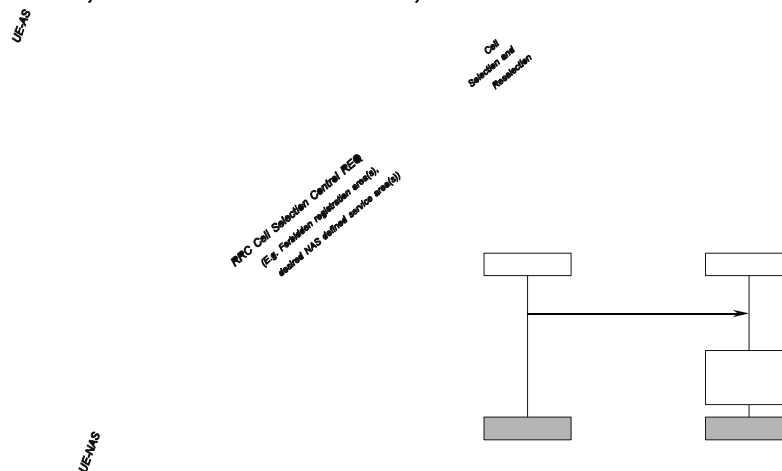 UE-AS
Cell
Selection and
Reselection
RRC Cell Selection Control REQ
(E.g. Forbidden registration area(s),
desired NAS defined service area(s))
UE-NAS